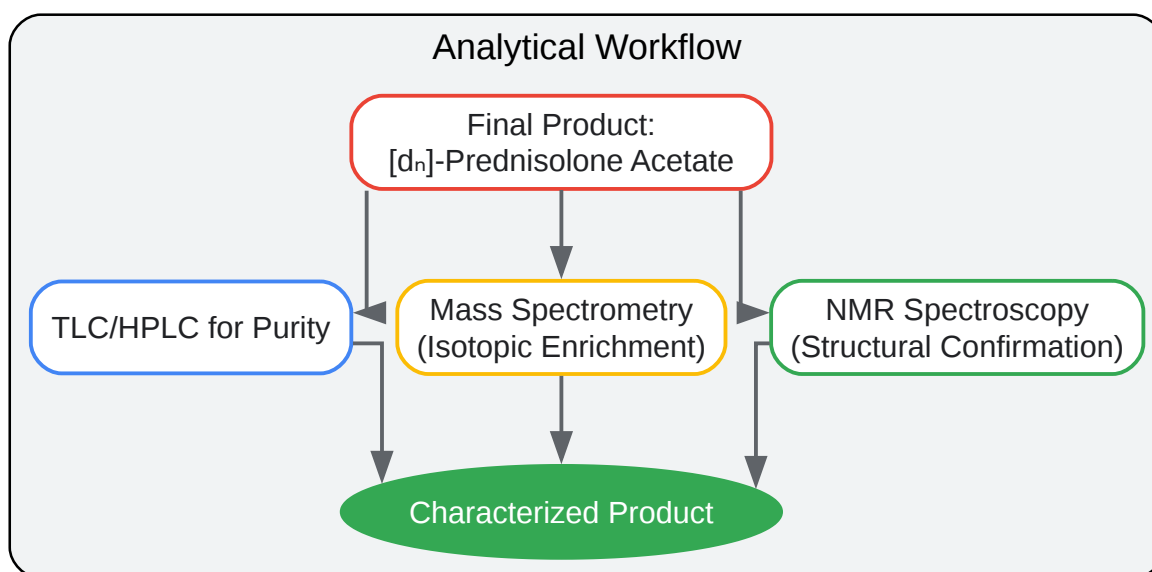 Analytical Workflow
Final Product:
[dₙ]-Prednisolone Acetate
TLC/HPLC for Purity
Mass Spectrometry
(Isotopic Enrichment)
NMR Spectroscopy
(Structural Confirmation)
Characterized Product